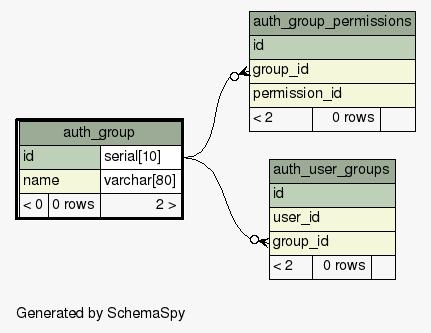 auth_group_permissions
id
group_id
permission_id
< 2 0 rows
auth_group
id serial[10]
name varchar[80]
< 0 0 rows 2 >
auth_user_groups
id
user_id
group_id
< 2 0 rows
Generated by SchemaSpy